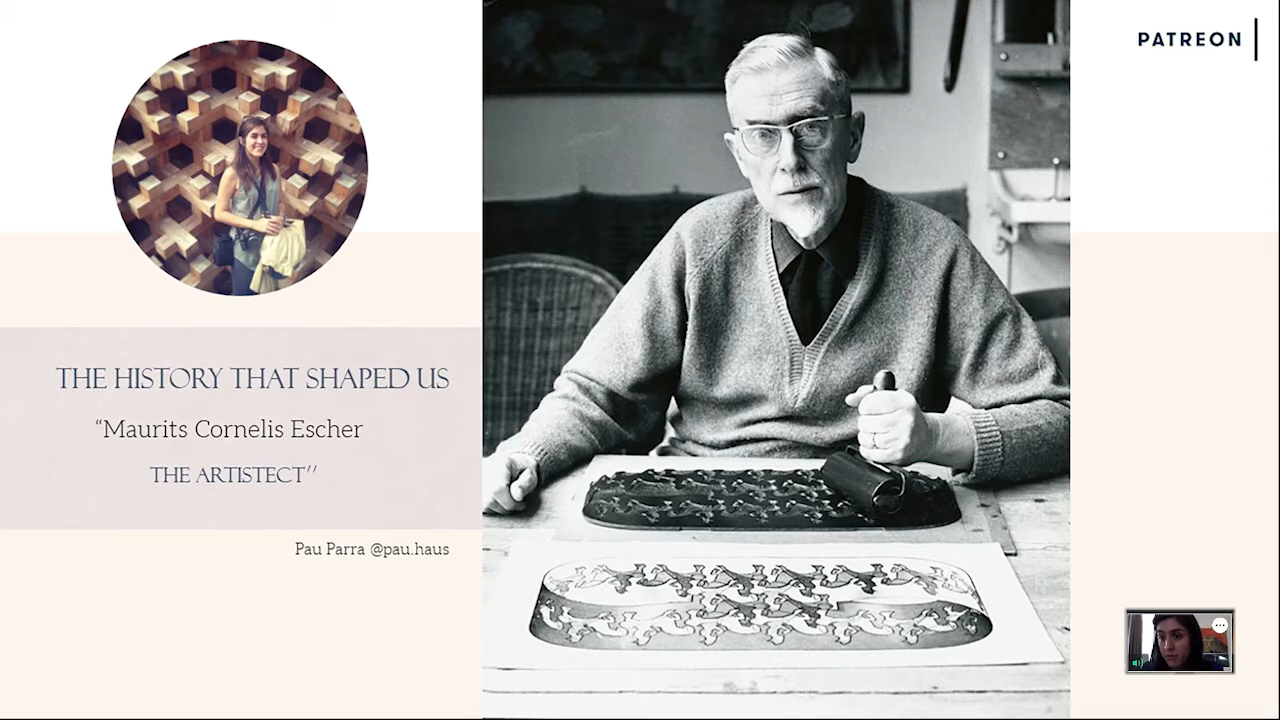 PATREON
THE HISTORY THAT SHAPED US
“Maurits Cornelis Escher
THE ARTISTECT’’
Pau Parra @pau.haus